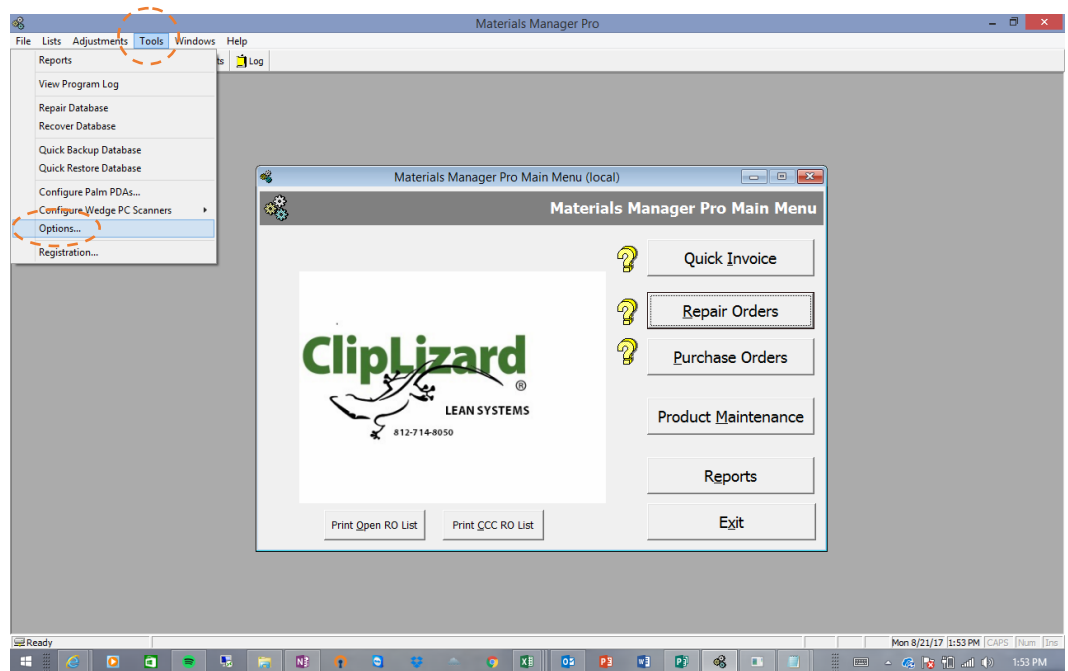 Materials Manager Pro
File Lists Adjustments Tools Windows Help
Reports
ts Log
View Program Log
Repair Database
Recover Database
Quick Backup Database
Quick Restore Database
Configure Palm PDAs...
Configure Wedge PC Scanners
Options...
Registration...
Materials Manager Pro Main Menu (local)
Materials Manager Pro Main Menu
Quick Invoice
Repair Orders
Purchase Orders
Product Maintenance
Reports
Exit
ClipLizard
®
LEAN SYSTEMS
812-714-8050
Print Open RO List Print CCC RO List
Ready
Mon 8/21/17 1:53 PM CAPS Num Ins
1:53 PM